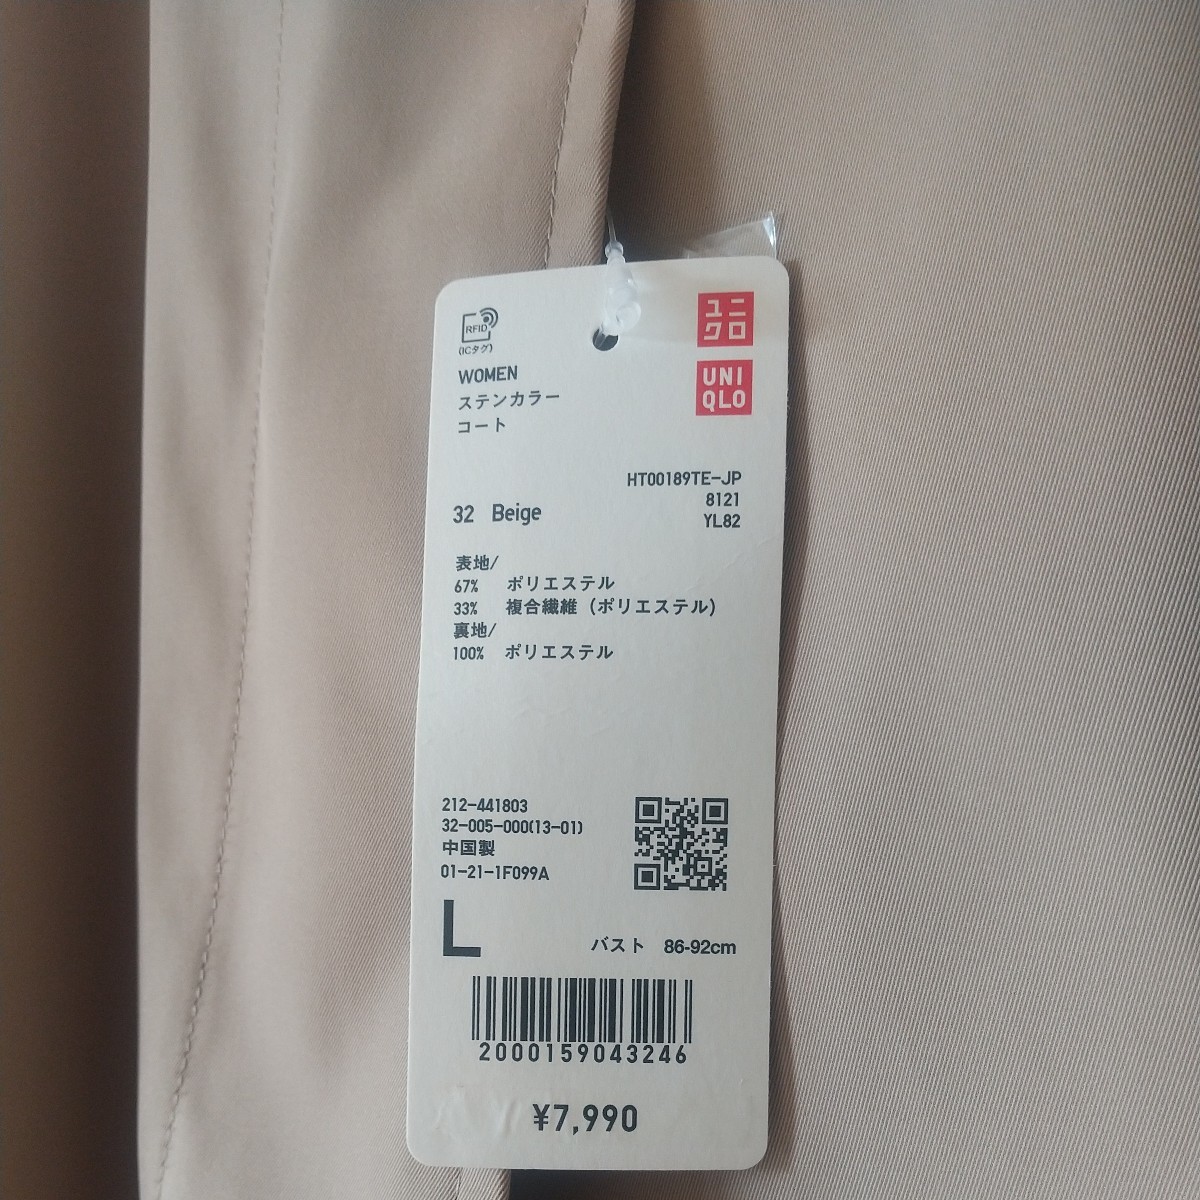 RFID
(ICタグ)
ユニ
クロ
UNI
QLO
WOMEN
ステンカラー
コート
HT00189TE-JP
8121
YL82
32 Beige
表地/
67% ポリエステル
33% 複合繊維 (ポリエステル)
裏地/
100% ポリエステル
212-441803
32-005-000(13-01)
中国製
01-21-1F099A
L
バスト 86-92cm
2000159043246
¥7,990